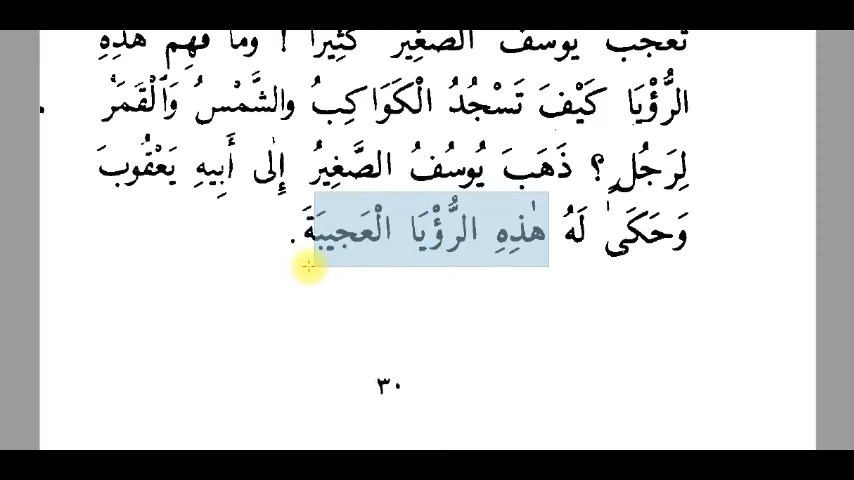 تعجب يوسف الصغير كثيرا ! وما فهم هذه
الرُّؤْيَا كَيْفَ تَسْجُدُ الْكَوَاكِبُ والشَّمْسُ وَالْقَمَرُ
لِرَجُلٍ ؟ ذَهَبَ يُوسُفُ الصَّغِيرُ إِلٰى أَبِيهِ يَعْقُوبَ
وَحَكَىٰ لَهُ هٰذِهِ الرُّؤْيَا الْعَجِيبَةَ .
٣٠